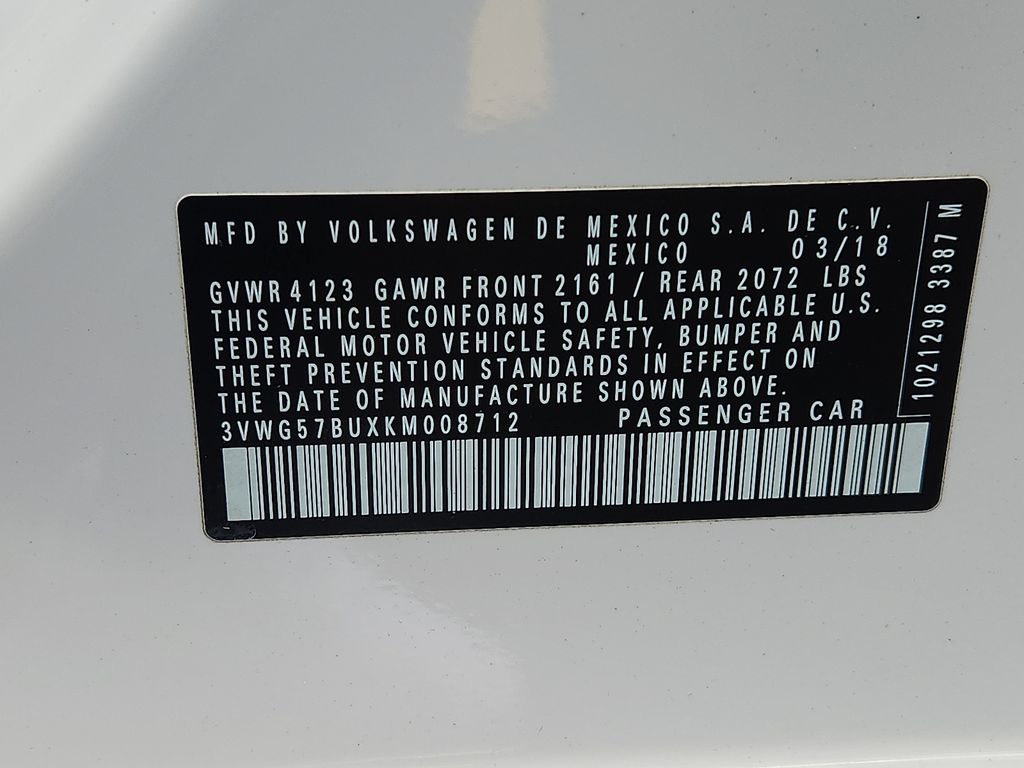 MFD BY VOLKSWAGEN DE MEXICO S.A. DE C.V.
MEXICO 03/18
GVWR 4123 GAWR FRONT 2161 / REAR 2072 LBS
THIS VEHICLE CONFORMS TO ALL APPLICABLE U.S.
FEDERAL MOTOR VEHICLE SAFETY, BUMPER AND
THEFT PREVENTION STANDARDS IN EFFECT ON
THE DATE OF MANUFACTURE SHOWN ABOVE.
3VWG57BUXKM008712 PASSENGER CAR
1021298 3387 M